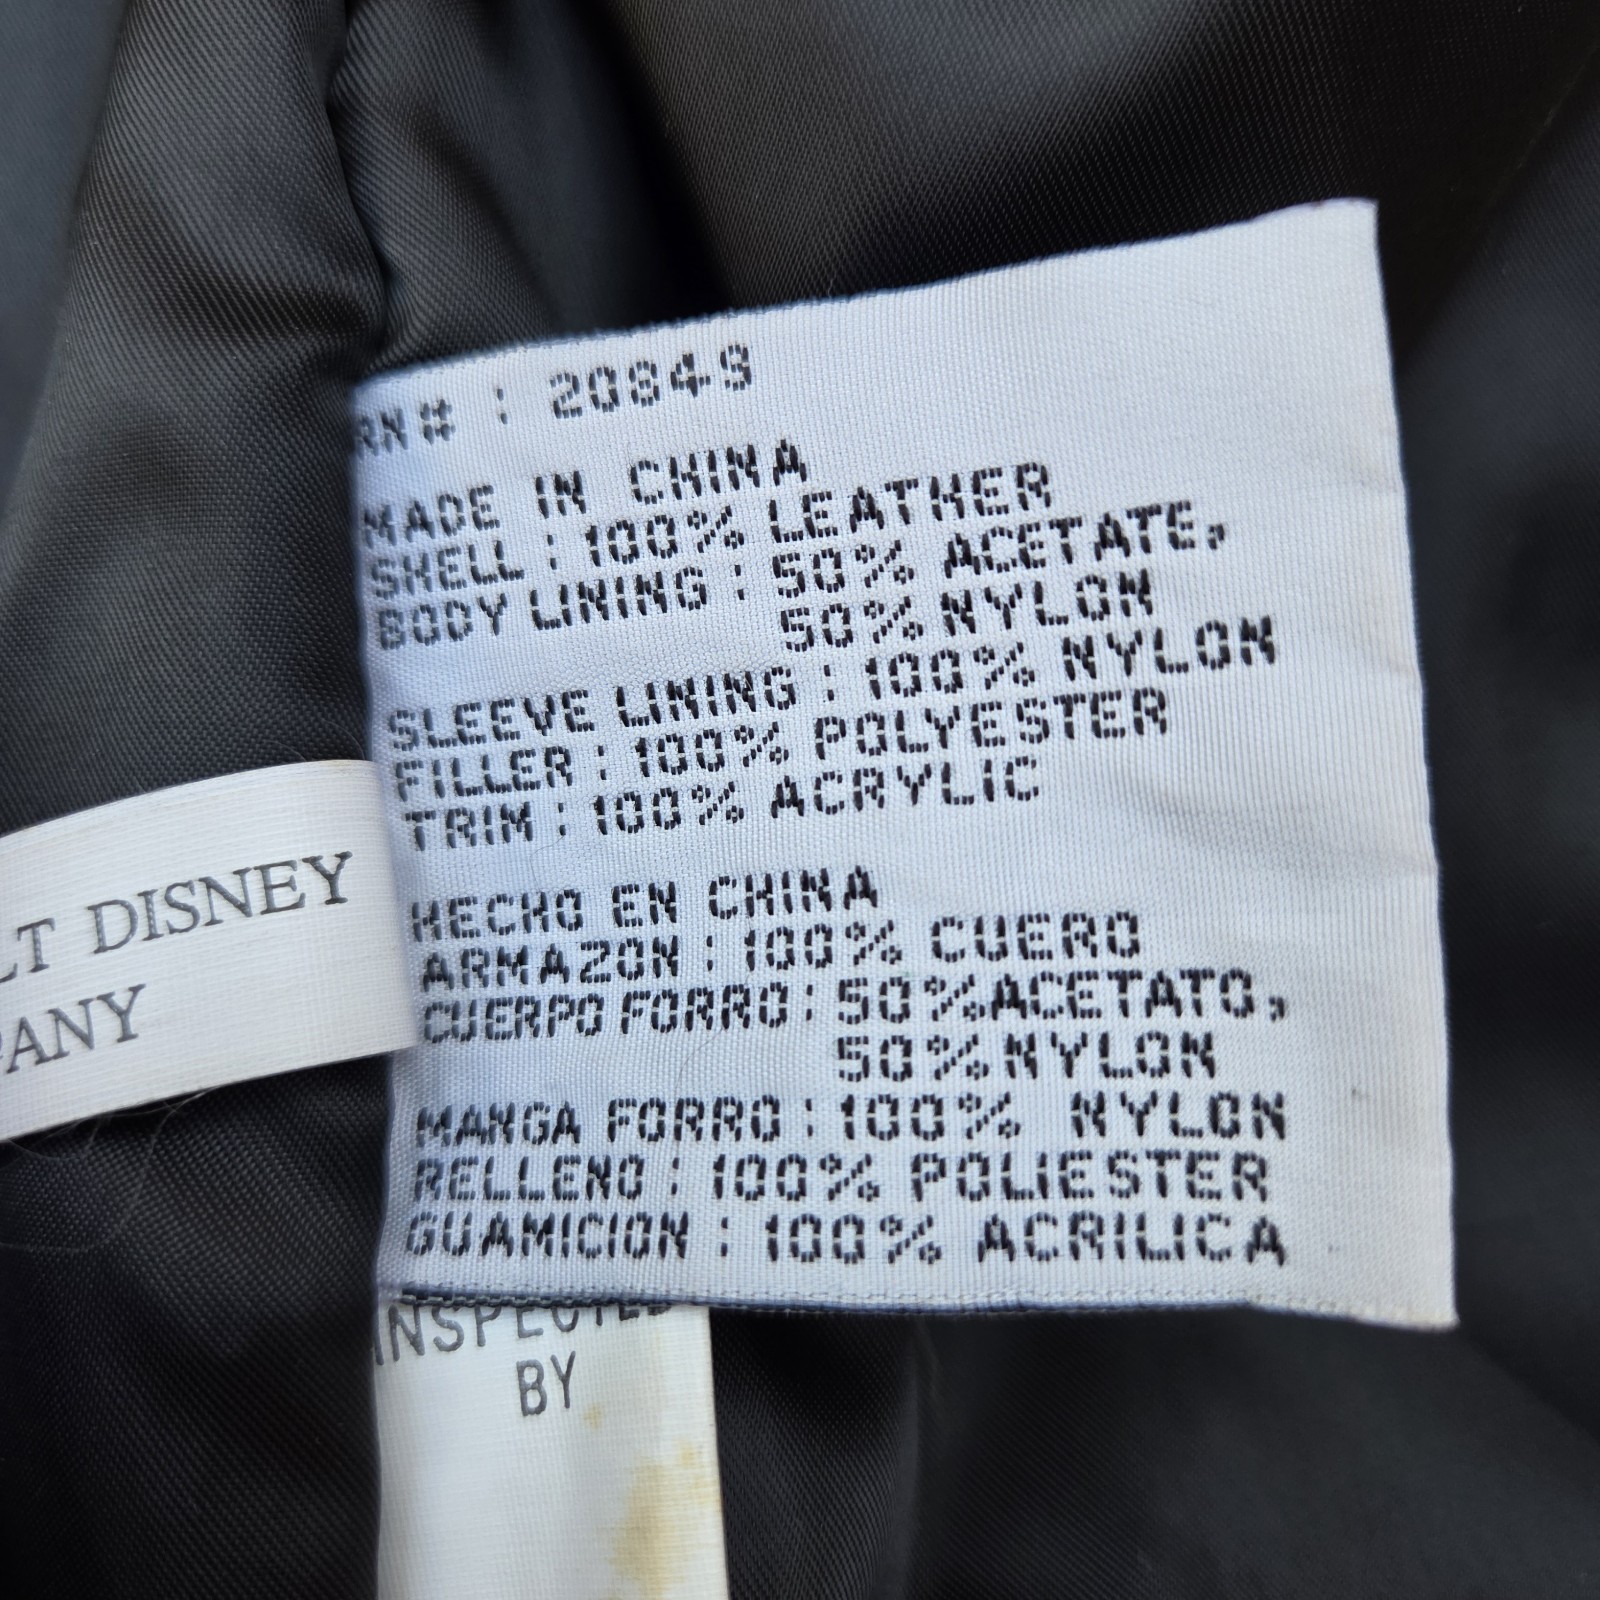 RN# : 20849
MADE IN CHINA
SHELL : 100% LEATHER
BODY LINING : 50% ACETATE,
50% NYLON
SLEEVE LINING : 100% NYLON
FILLER : 100% POLYESTER
TRIM : 100% ACRYLIC
HECHO EN CHINA
ARMAZON : 100% CUERO
CUERPO FORRO : 50% ACETATO,
50% NYLON
MANGA FORRO : 100% NYLON
RELLENO : 100% POLIESTER
GUAMICION : 100% ACRILICA
LT DISNEY
PANY
INSPECTED
BY